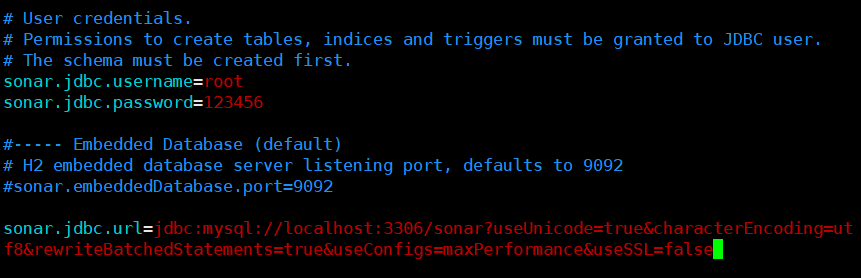 # User credentials.
# Permissions to create tables, indices and triggers must be granted to JDBC user.
# The schema must be created first.
sonar.jdbc.username=root
sonar.jdbc.password=123456
#----- Embedded Database (default)
# H2 embedded database server listening port, defaults to 9092
#sonar.embeddedDatabase.port=9092
sonar.jdbc.url=jdbc:mysql://localhost:3306/sonar?useUnicode=true&characterEncoding=ut
f8&rewriteBatchedStatements=true&useConfigs=maxPerformance&useSSL=false